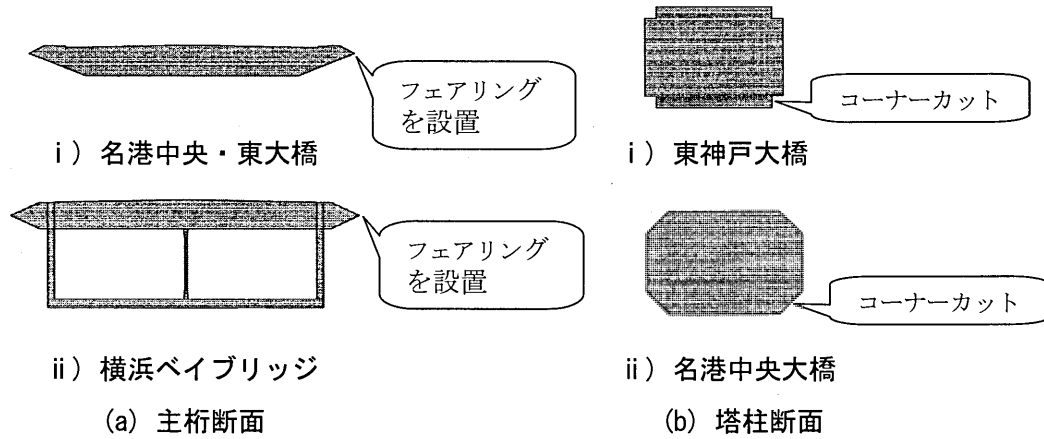 フェアリング
を設置
ⅰ）名港中央・東大橋
フェアリング
を設置
ⅱ）横浜ベイブリッジ
(a) 主桁断面
コーナーカット
ⅰ）東神戸大橋
コーナーカット
ⅱ）名港中央大橋
(b) 塔柱断面